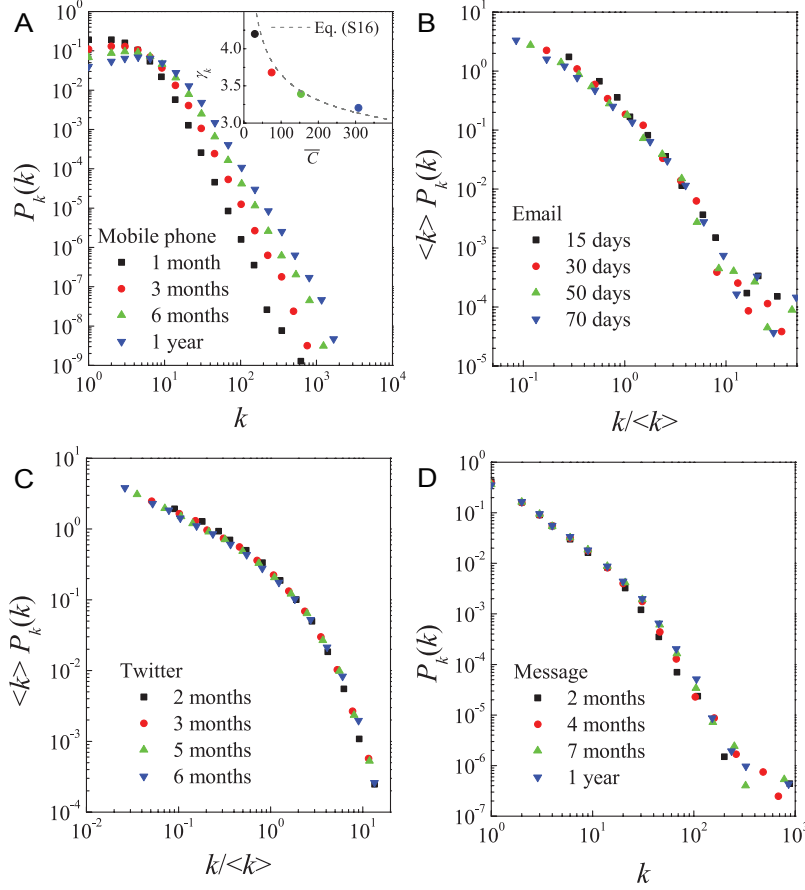 A
10^1
10^0
10^-1
10^-2
10^-3
10^-4
10^-5
10^-6
10^-7
10^-8
10^-9
P_k(k)
Mobile phone
1 month
3 months
6 months
1 year
10^0 10^1 10^2 10^3 10^4
k
4.0
3.5
3.0
γ_k
Eq. (S16)
0 100 200 300
C̅
B
10^1
10^0
10^-1
10^-2
10^-3
10^-4
10^-5
<k> P_k(k)
Email
15 days
30 days
50 days
70 days
10^-1 10^0 10^1
k/<k>
C
10^1
10^0
10^-1
10^-2
10^-3
10^-4
<k> P_k(k)
Twitter
2 months
3 months
5 months
6 months
10^-2 10^-1 10^0 10^1
k/<k>
D
10^0
10^-1
10^-2
10^-3
10^-4
10^-5
10^-6
10^-7
P_k(k)
Message
2 months
4 months
7 months
1 year
10^0 10^1 10^2 10^3
k